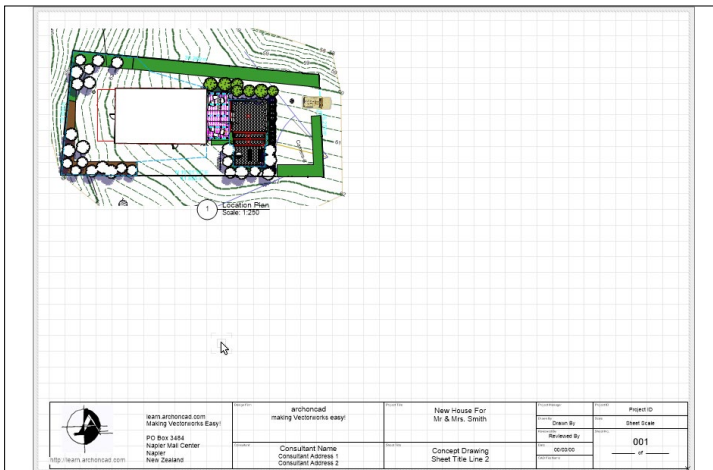 1
Location Plan
Scale: 1:250
http://learn.archoncad.com
learn.archoncad.com
Making Vectorworks Easy!
PO Box 3484
Napier Mail Center
Napier
New Zealand
archoncad
making Vectorworks easy!
Consultant Name
Consultant Address 1
Consultant Address 2
New House For
Mr & Mrs. Smith
Concept Drawing
Sheet Title Line 2
Drawn By
Reviewed By
00/00/00
Project ID
Sheet Scale
001
of